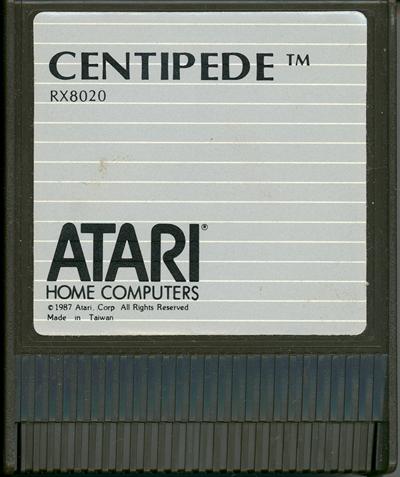 CENTIPEDE ™
RX8020
ATARI®
HOME COMPUTERS
©1987 Atari, Corp All Rights Reserved
Made in Taiwan